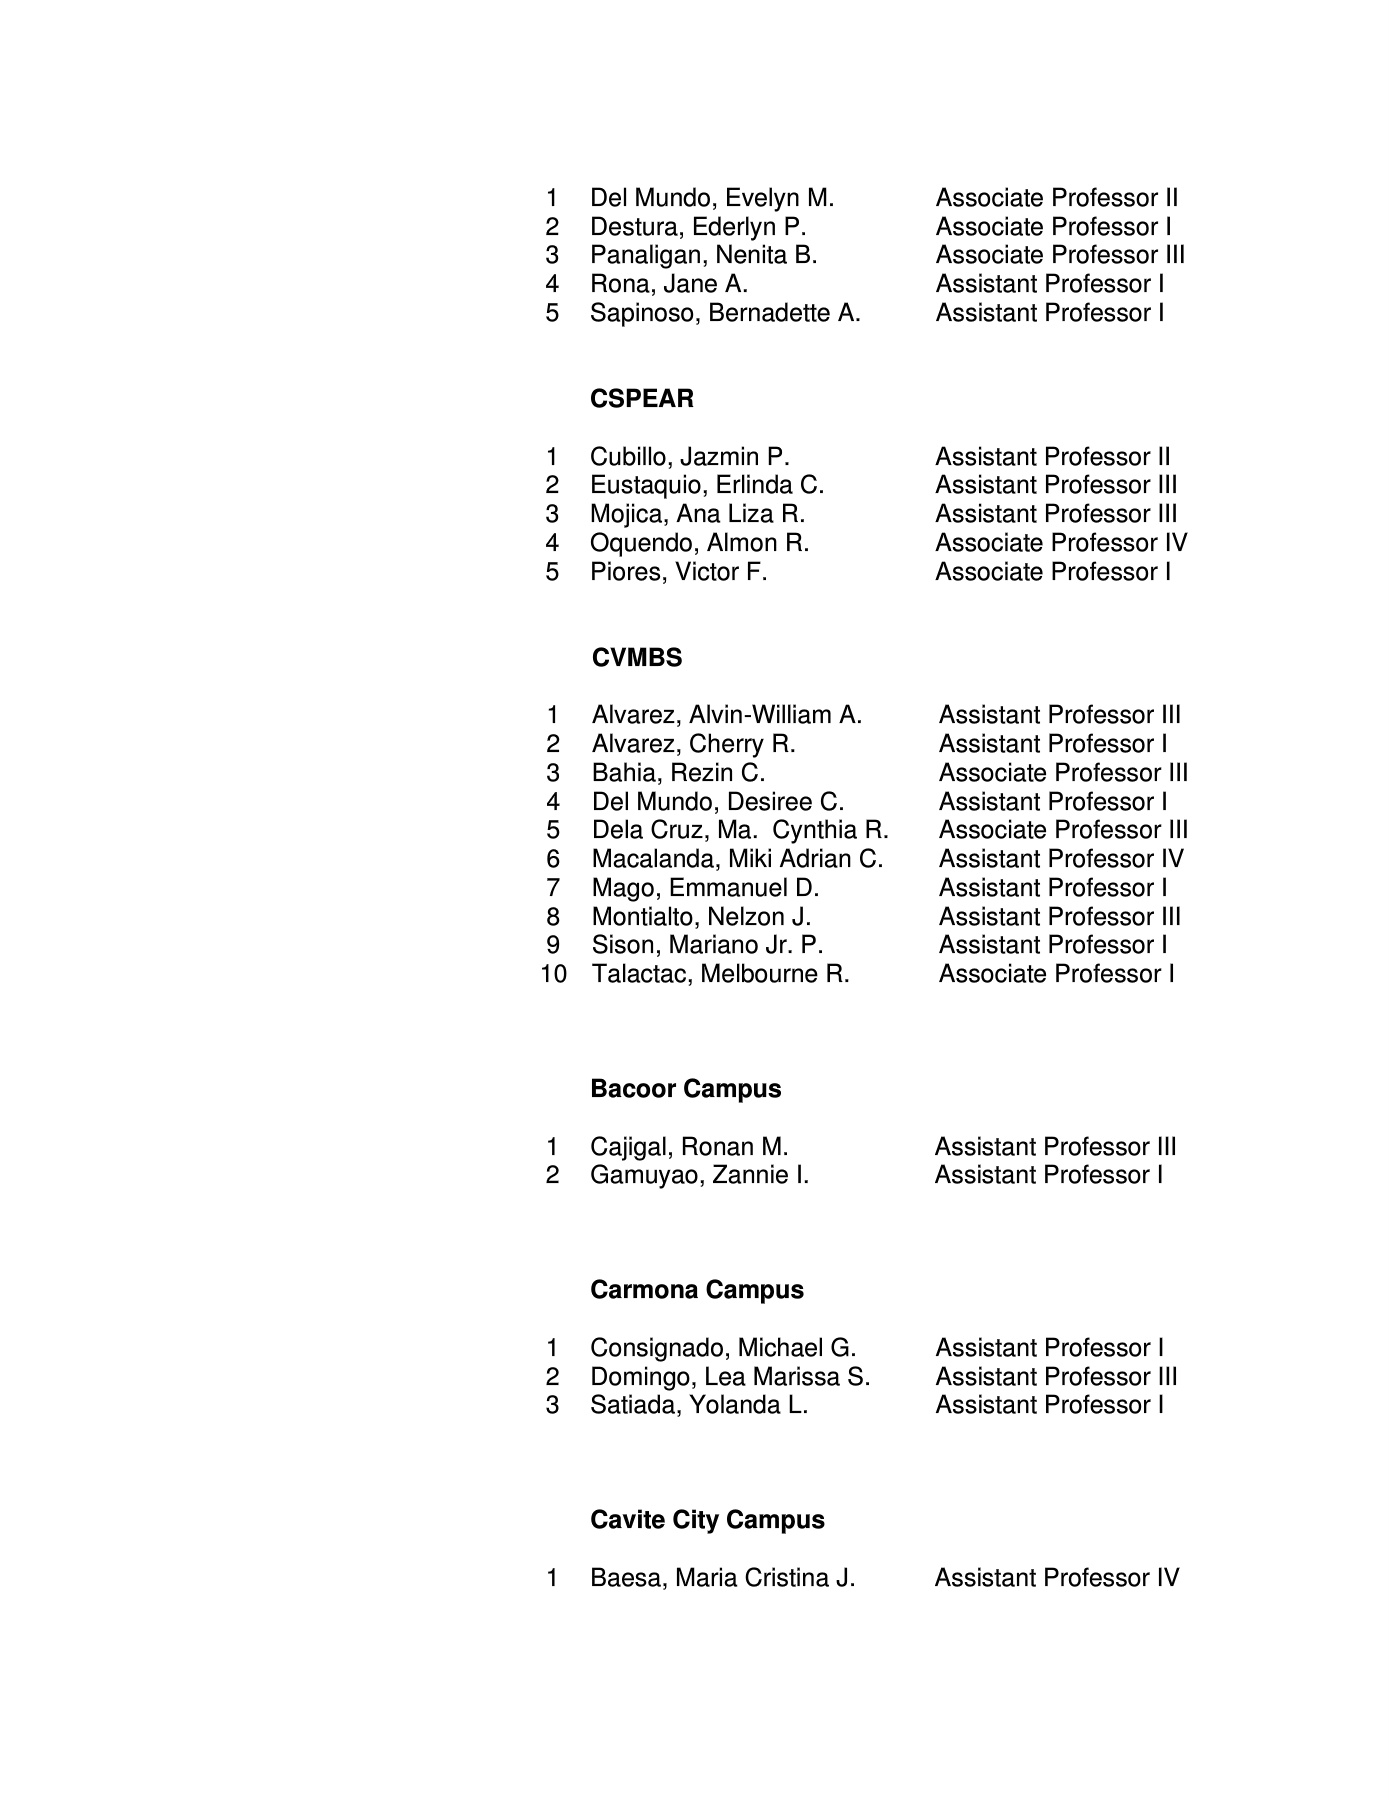 1 Del Mundo, Evelyn M. Associate Professor II
2 Destura, Ederlyn P. Associate Professor I
3 Panaligan, Nenita B. Associate Professor III
4 Rona, Jane A. Assistant Professor I
5 Sapinoso, Bernadette A. Assistant Professor I
CSPEAR
1 Cubillo, Jazmin P. Assistant Professor II
2 Eustaquio, Erlinda C. Assistant Professor III
3 Mojica, Ana Liza R. Assistant Professor III
4 Oquendo, Almon R. Associate Professor IV
5 Piores, Victor F. Associate Professor I
CVMBS
1 Alvarez, Alvin-William A. Assistant Professor III
2 Alvarez, Cherry R. Assistant Professor I
3 Bahia, Rezin C. Associate Professor III
4 Del Mundo, Desiree C. Assistant Professor I
5 Dela Cruz, Ma. Cynthia R. Associate Professor III
6 Macalanda, Miki Adrian C. Assistant Professor IV
7 Mago, Emmanuel D. Assistant Professor I
8 Montialto, Nelzon J. Assistant Professor III
9 Sison, Mariano Jr. P. Assistant Professor I
10 Talactac, Melbourne R. Associate Professor I
Bacoor Campus
1 Cajigal, Ronan M. Assistant Professor III
2 Gamuyao, Zannie I. Assistant Professor I
Carmona Campus
1 Consignado, Michael G. Assistant Professor I
2 Domingo, Lea Marissa S. Assistant Professor III
3 Satiada, Yolanda L. Assistant Professor I
Cavite City Campus
1 Baesa, Maria Cristina J. Assistant Professor IV